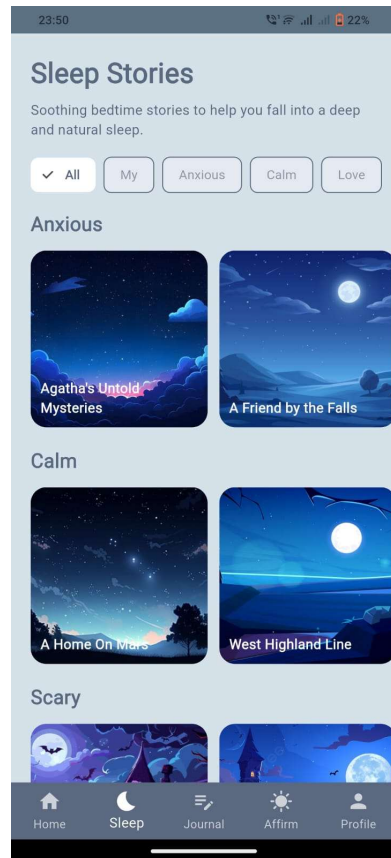 23:50
22%
Sleep Stories
Soothing bedtime stories to help you fall into a deep
and natural sleep.
All
My
Anxious
Calm
Love
Anxious
Agatha's Untold
Mysteries
A Friend by the Falls
Calm
A Home On Mars
West Highland Line
Scary
Home
Sleep
Journal
Affirm
Profile